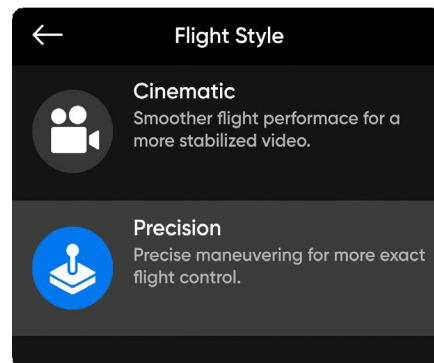 Flight Style
Cinematic
Smoother flight performace for a
more stabilized video.
Precision
Precise maneuvering for more exact
flight control.